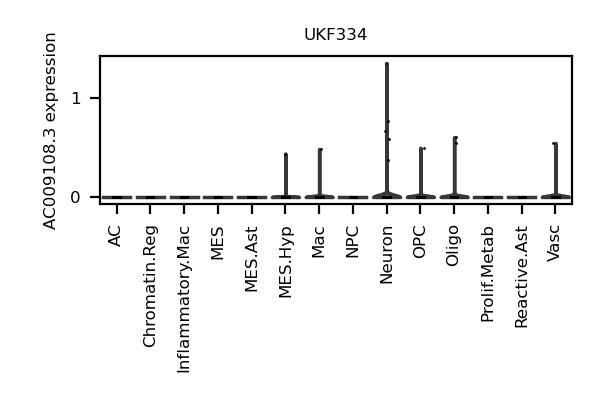 UKF334
AC009108.3 expression
1
0
AC
Chromatin.Reg
Inflammatory.Mac
MES
MES.Ast
MES.Hyp
Mac
NPC
Neuron
OPC
Oligo
Prolif.Metab
Reactive.Ast
Vasc